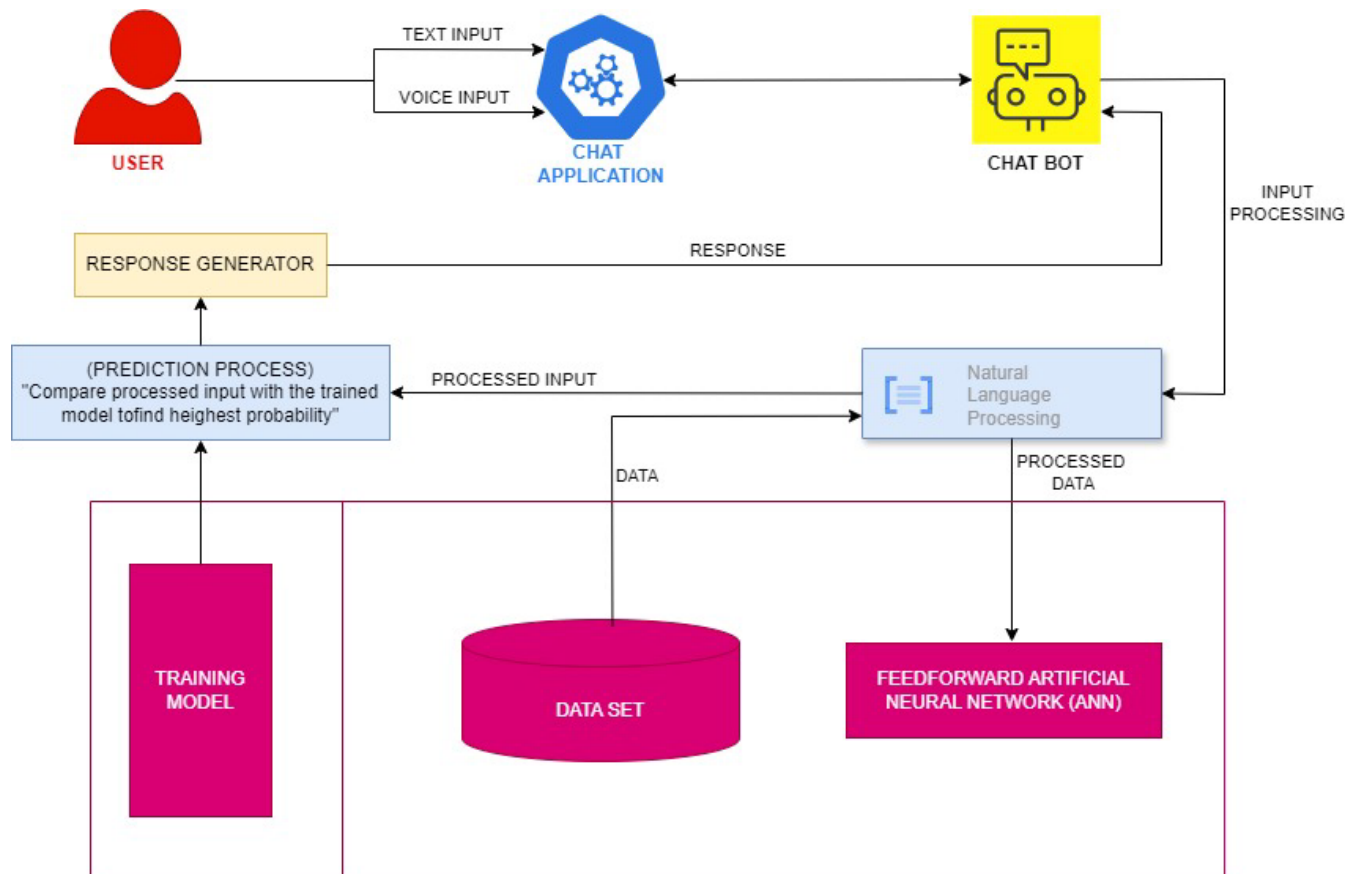 TEXT INPUT
VOICE INPUT
USER
CHAT
APPLICATION
CHAT BOT
INPUT
PROCESSING
RESPONSE GENERATOR
RESPONSE
(PREDICTION PROCESS)
"Compare processed input with the trained
model tofind heighest probability"
PROCESSED INPUT
Natural
Language
Processing
DATA
PROCESSED
DATA
TRAINING
MODEL
DATA SET
FEEDFORWARD ARTIFICIAL
NEURAL NETWORK (ANN)